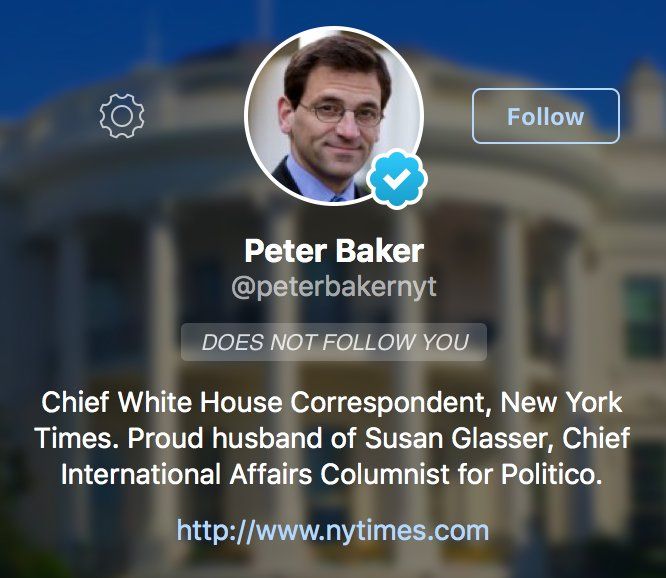 Follow
Peter Baker
@peterbakernyt
DOES NOT FOLLOW YOU
Chief White House Correspondent, New York
Times. Proud husband of Susan Glasser, Chief
International Affairs Columnist for Politico.
http://www.nytimes.com